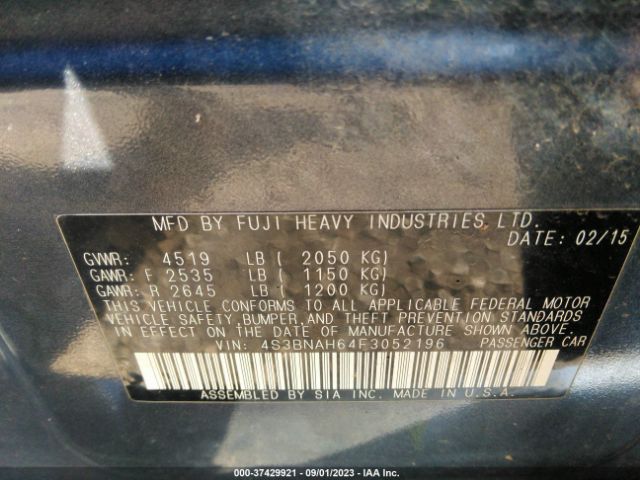 MFD BY FUJI HEAVY INDUSTRIES LTD.
DATE: 02/15
GVWR: 4519 LB ( 2050 KG)
GAWR: F 2535 LB ( 1150 KG)
GAWR: R 2645 LB ( 1200 KG)
THIS VEHICLE CONFORMS TO ALL APPLICABLE FEDERAL MOTOR
VEHICLE SAFETY, BUMPER, AND THEFT PREVENTION STANDARDS
IN EFFECT ON THE DATE OF MANUFACTURE SHOWN ABOVE.
VIN: 4S3BNAH64F3052196 PASSENGER CAR
ASSEMBLED BY SIA INC. MADE IN U.S.A.
000-37429921 - 09/01/2023 - IAA Inc.